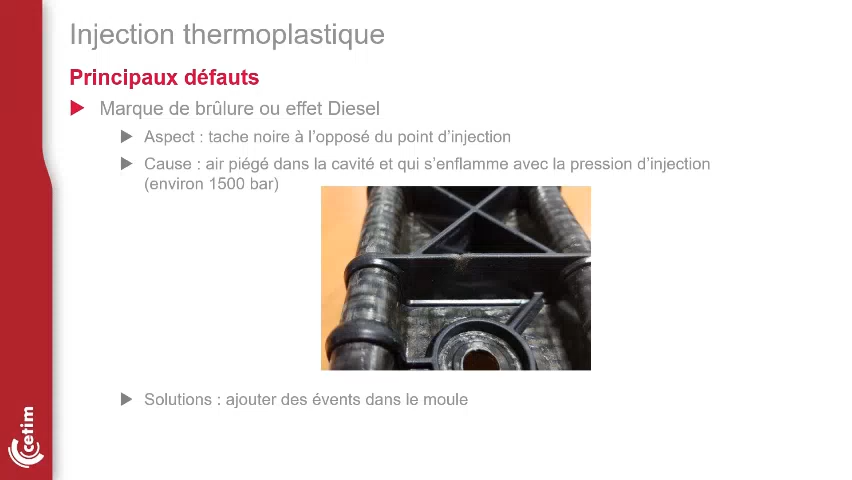 Injection thermoplastique
Principaux défauts
Marque de brûlure ou effet Diesel
Aspect : tache noire à l'opposé du point d'injection
Cause : air piégé dans la cavité et qui s'enflamme avec la pression d'injection
(environ 1500 bar)
Solutions : ajouter des évents dans le moule
cetim